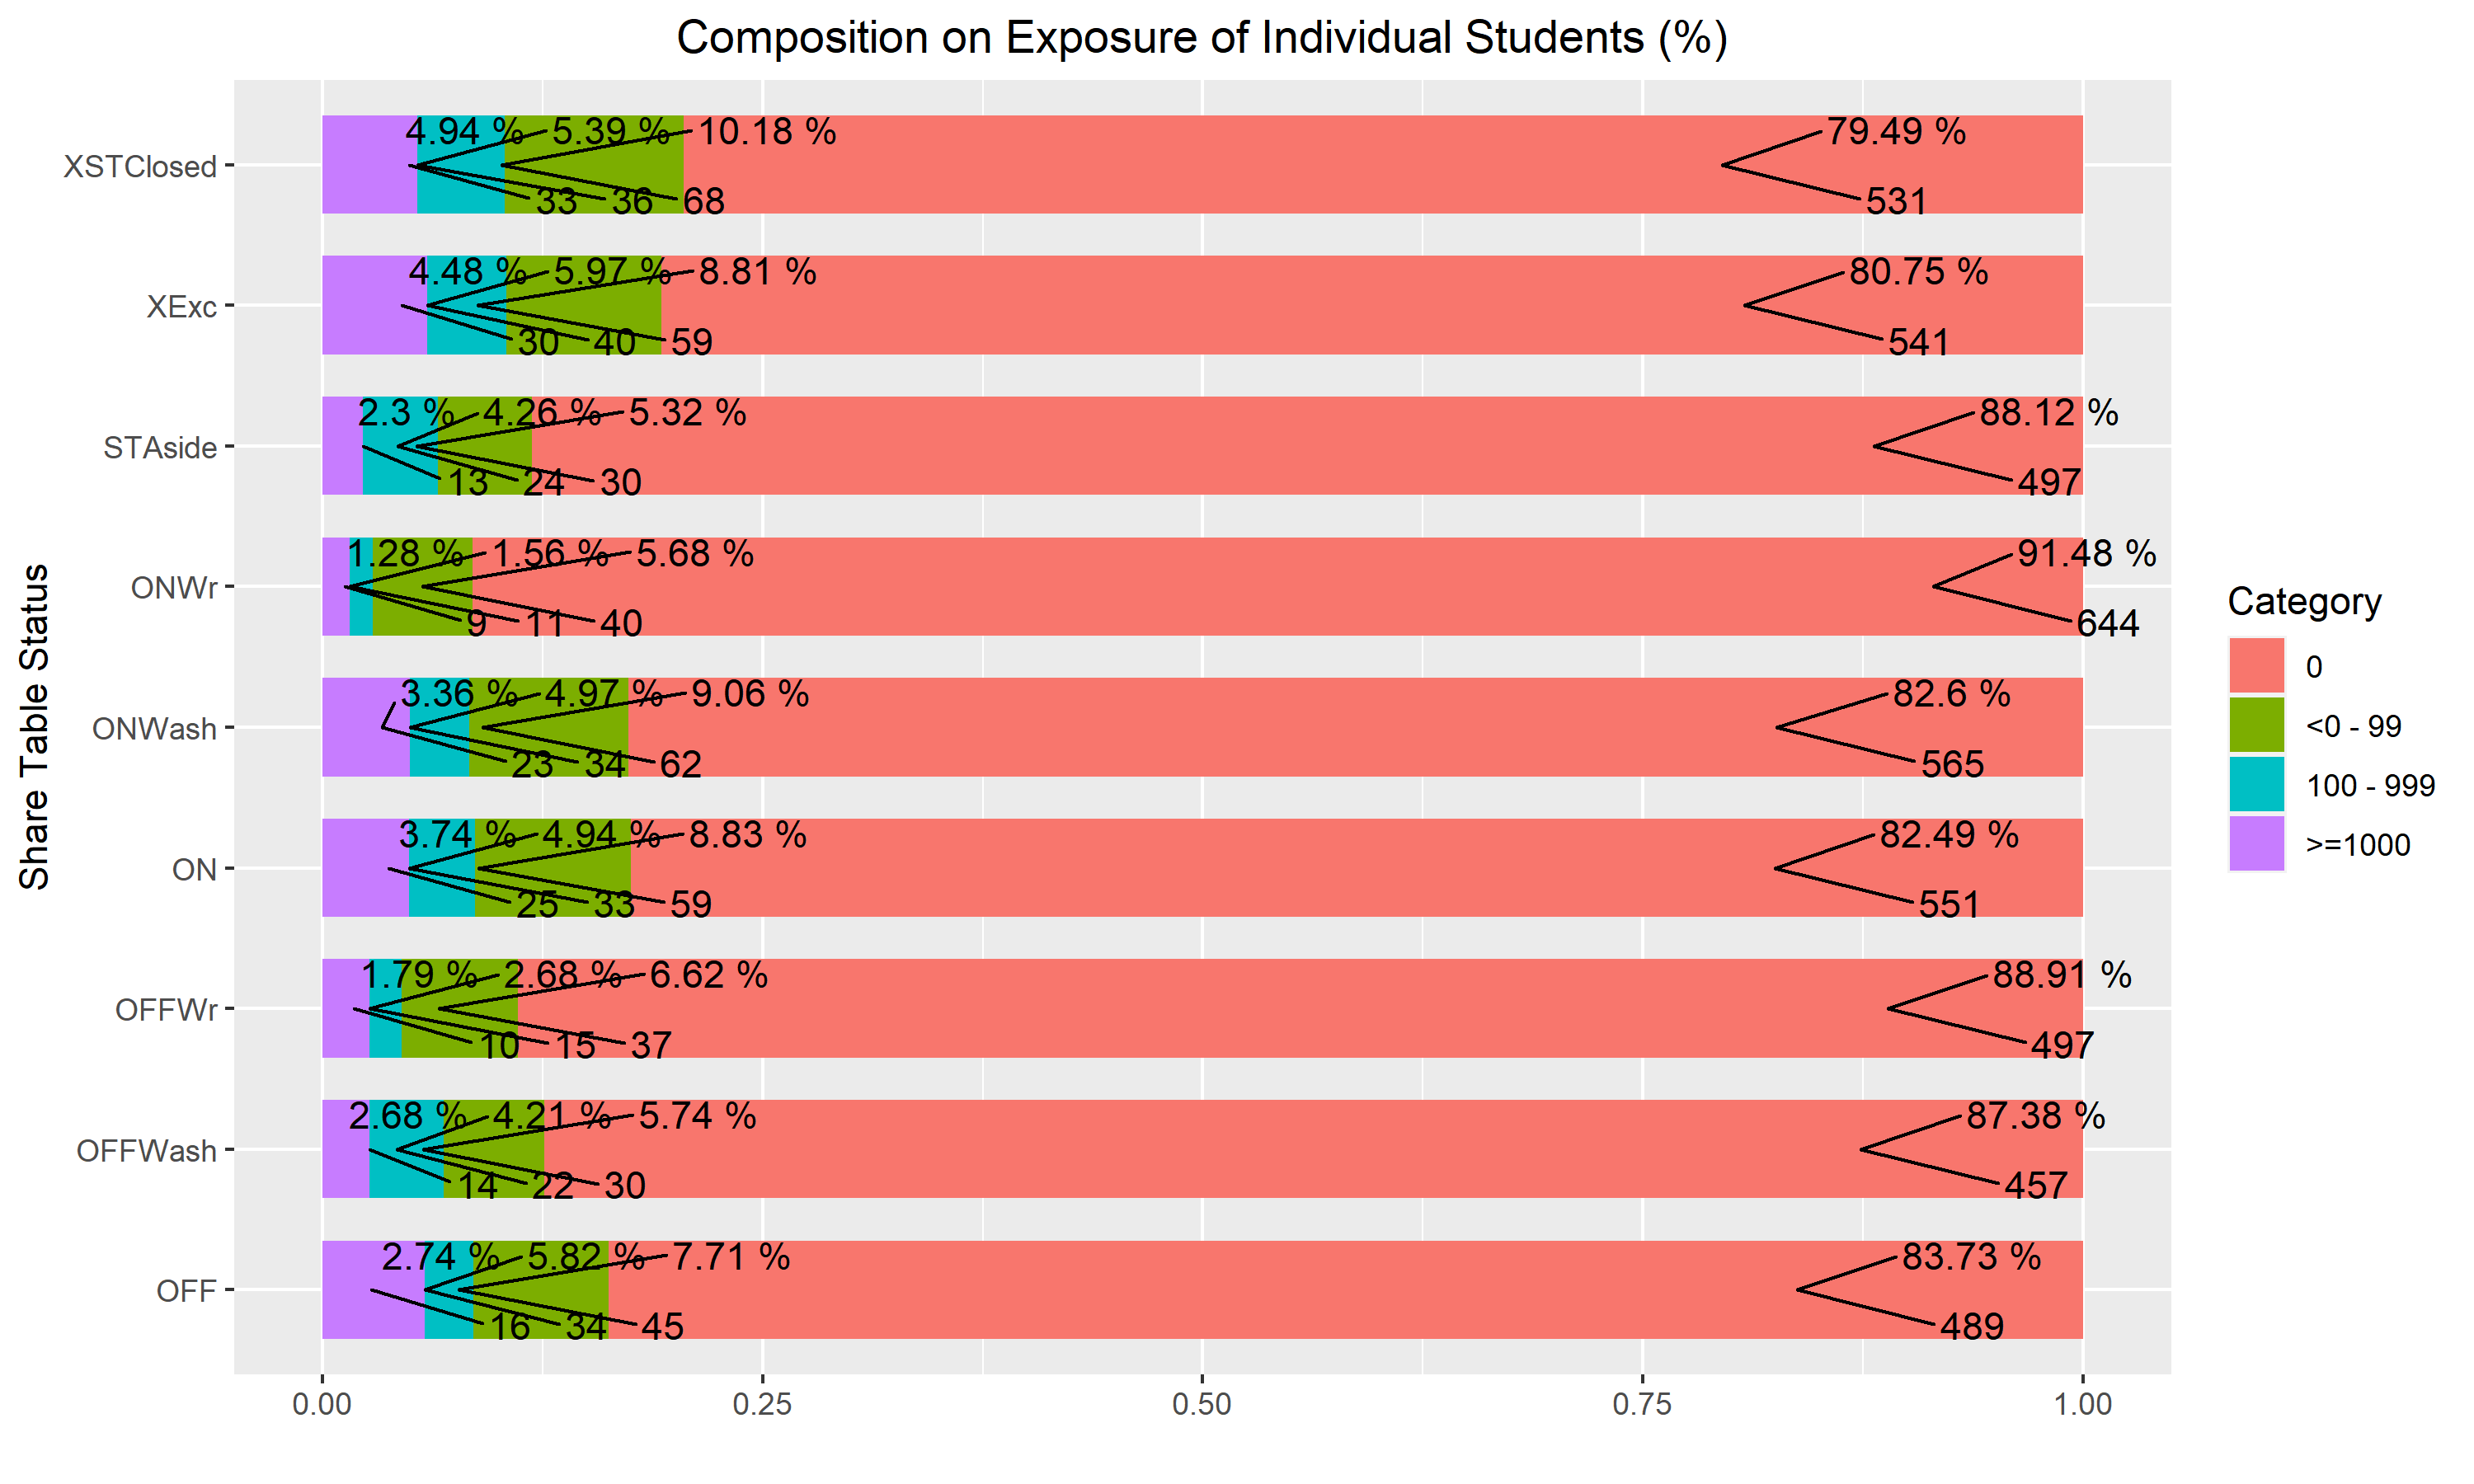 Composition on Exposure of Individual Students (%)
Share Table Status
XSTClosed
4.94 % 5.39 % 10.18 % 79.49 %
33 36 68 531
XExc
4.48 % 5.97 % 8.81 % 80.75 %
30 40 59 541
STAside
2.3 % 4.26 % 5.32 % 88.12 %
13 24 30 497
ONWr
1.28 % 1.56 % 5.68 % 91.48 %
9 11 40 644
ONWash
3.36 % 4.97 % 9.06 % 82.6 %
23 34 62 565
ON
3.74 % 4.94 % 8.83 % 82.49 %
25 33 59 551
OFFWr
1.79 % 2.68 % 6.62 % 88.91 %
10 15 37 497
OFFWash
2.68 % 4.21 % 5.74 % 87.38 %
14 22 30 457
OFF
2.74 % 5.82 % 7.71 % 83.73 %
16 34 45 489
0.00 0.25 0.50 0.75 1.00
Category
0
<0 - 99
100 - 999
>=1000